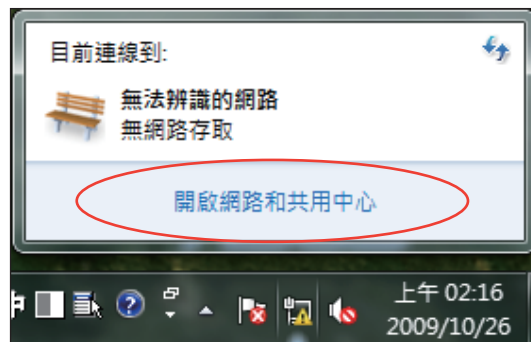 目前連線到:
無法辨識的網路
無網路存取
開啟網路和共用中心
上午 02:16
2009/10/26